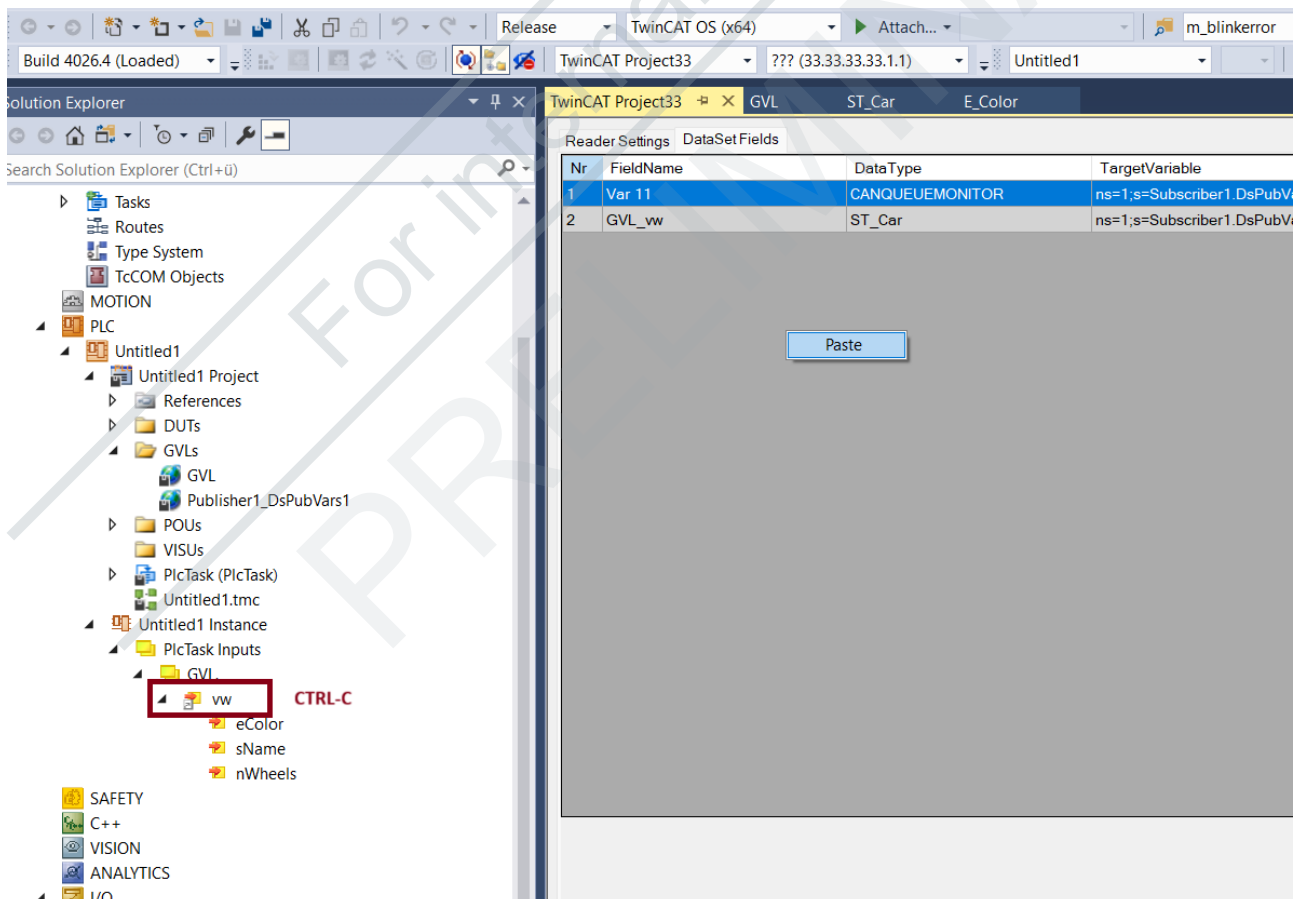 Release TwinCAT OS (x64) Attach... m_blinkerror
Build 4026.4 (Loaded) TwinCAT Project33 ??? (33.33.33.33.1.1) Untitled1
Solution Explorer
Search Solution Explorer (Ctrl+ü)
Tasks
Routes
Type System
TcCOM Objects
MOTION
PLC
Untitled1
Untitled1 Project
References
DUTs
GVLs
GVL
Publisher1_DsPubVars1
POUs
VISUs
PlcTask (PlcTask)
Untitled1.tmc
Untitled1 Instance
PlcTask Inputs
GVL
vw CTRL-C
eColor
sName
nWheels
SAFETY
C++
VISION
ANALYTICS
I/O
TwinCAT Project33 GVL ST_Car E_Color
Reader Settings DataSet Fields
Nr FieldName DataType TargetVariable
1 Var 11 CANQUEUEMONITOR ns=1;s=Subscriber1.DsPubVa
2 GVL_vw ST_Car ns=1;s=Subscriber1.DsPubVa
Paste
For interna
PRELIMIN